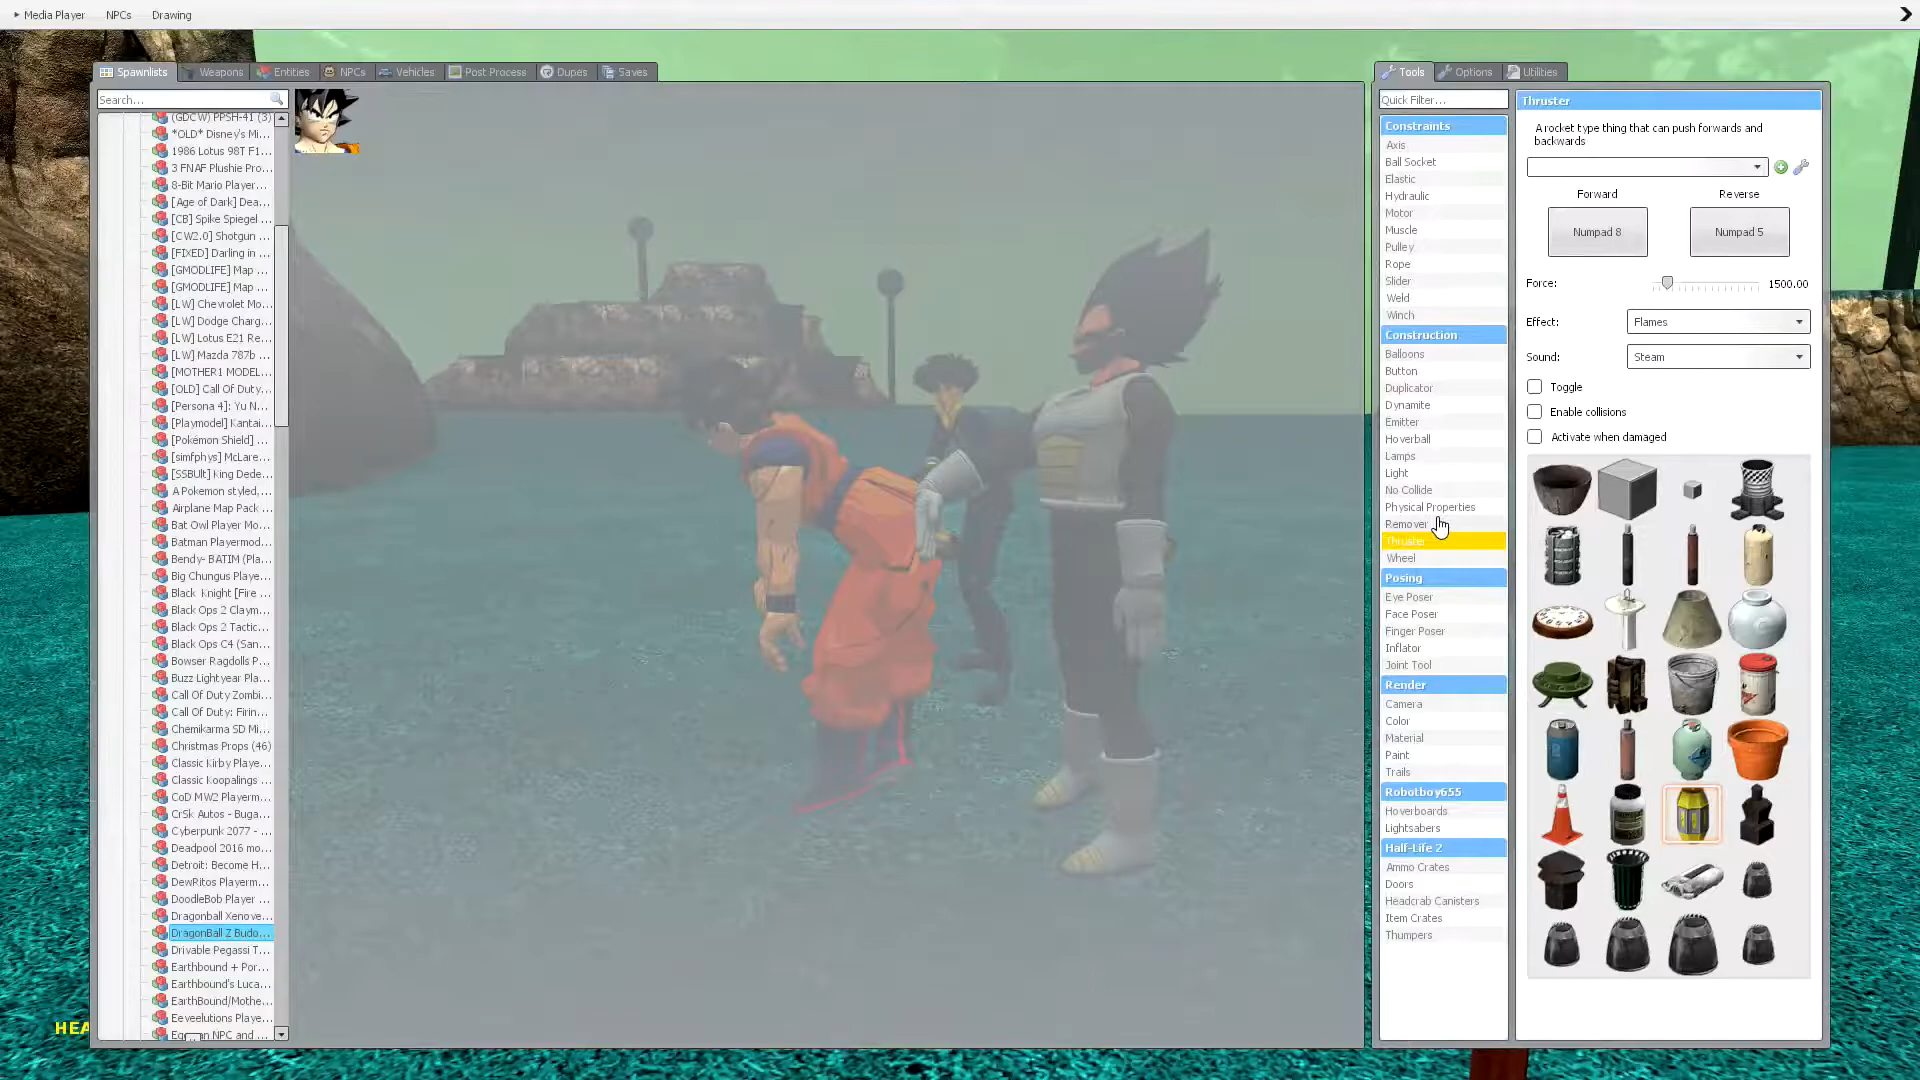 Media Player NPCs Drawing
Spawnlists Weapons Entities NPCs Vehicles Post Process Dupes Saves
Search...
(GDCW) PPSH-41 (3)
*OLD* Disney's Mi...
1986 Lotus 98T F1...
3 FNAF Plushie Pro...
8-Bit Mario Player...
[Age of Dark] Dea...
[CB] Spike Spiegel ...
[CW2.0] Shotgun ...
[FIXED] Darling in ...
[GMODLIFE] Map ...
[GMODLIFE] Map ...
[LW] Chevrolet Mo...
[LW] Dodge Charg...
[LW] Lotus E21 Re...
[LW] Mazda 787b ...
[MOTHER1 MODEL...
[OLD] Call Of Duty...
[Persona 4]: Yu N...
[Playmodel] Kantai...
[Pokémon Shield] ...
[simfphys] McLare...
[SSBUlt] King Dede...
A Pokemon styled,...
Airplane Map Pack ...
Bat Owl Player Mo...
Batman Playermod...
Bendy- BATIM (Pla...
Big Chungus Playe...
Black Knight [Fire ...
Black Ops 2 Claym...
Black Ops 2 Tactic...
Black Ops C4 (San...
Bowser Ragdolls P...
Buzz Lightyear Pla...
Call Of Duty Zombi...
Call Of Duty: Firin...
Chemikarma SD Mi...
Christmas Props (46)
Classic Kirby Playe...
Classic Koopalings ...
CoD MW2 Playerm...
CrSk Autos - Buga...
Cyberpunk 2077 - ...
Deadpool 2016 mo...
Detroit: Become H...
DewRitos Playerm...
DoodleBob Player ...
Dragonball Xenove...
DragonBall Z Budo...
Drivable Pegassi T...
Earthbound + Por...
Earthbound's Luca...
EarthBound/Mothe...
Eeveelutions Playe...
NPC and ...
HEA
Tools Options Utilities
Quick Filter...
Constraints
Axis
Ball Socket
Elastic
Hydraulic
Motor
Muscle
Pulley
Rope
Slider
Weld
Winch
Construction
Balloons
Button
Duplicator
Dynamite
Emitter
Hoverball
Lamps
Light
No Collide
Physical Properties
Remover
Thruster
Wheel
Posing
Eye Poser
Face Poser
Finger Poser
Inflator
Joint Tool
Render
Camera
Color
Material
Paint
Trails
Robotboy655
Hoverboards
Lightsabers
Half-Life 2
Ammo Crates
Doors
Headcrab Canisters
Item Crates
Thumpers
Thruster
A rocket type thing that can push forwards and
backwards
Forward Reverse
Numpad 8 Numpad 5
Force: 1500.00
Effect: Flames
Sound: Steam
Toggle
Enable collisions
Activate when damaged